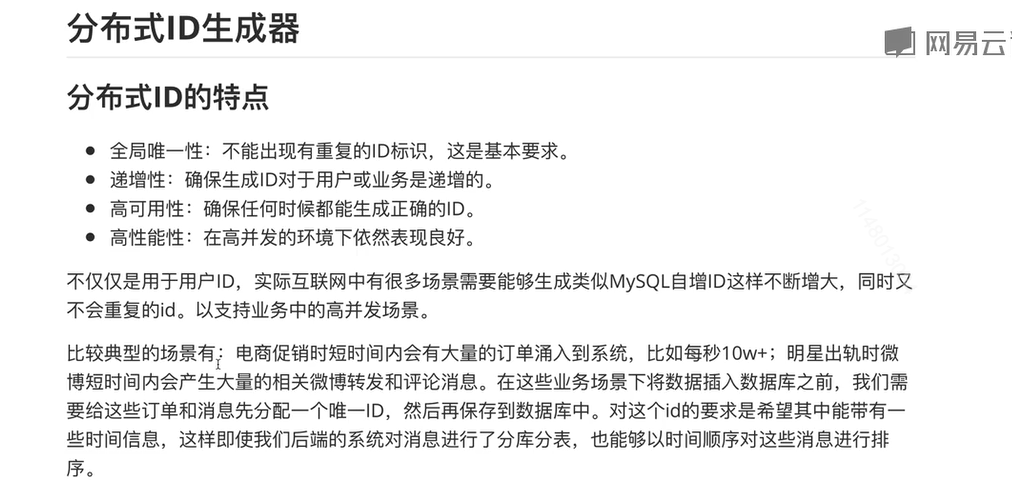 分布式ID生成器
网易云
分布式ID的特点
全局唯一性：不能出现有重复的ID标识，这是基本要求。
递增性：确保生成ID对于用户或业务是递增的。
高可用性：确保任何时候都能生成正确的ID。
高性能性：在高并发的环境下依然表现良好。
不仅仅是用于用户ID，实际互联网中有很多场景需要能够生成类似MySQL自增ID这样不断增大，同时又
不会重复的id。以支持业务中的高并发场景。
比较典型的场景有：电商促销时短时间内会有大量的订单涌入到系统，比如每秒10w+；明星出轨时微
博短时间内会产生大量的相关微博转发和评论消息。在这些业务场景下将数据插入数据库之前，我们需
要给这些订单和消息先分配一个唯一ID，然后再保存到数据库中。对这个id的要求是希望其中能带有一
些时间信息，这样即使我们后端的系统对消息进行了分库分表，也能够以时间顺序对这些消息进行排
序。